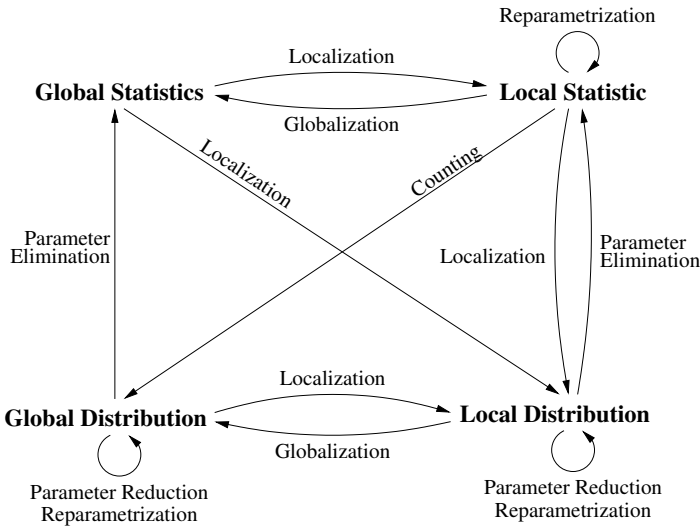 Reparametrization
Localization
Global Statistics
Local Statistic
Globalization
Localization
Counting
Parameter
Elimination
Localization
Parameter
Elimination
Localization
Global Distribution
Local Distribution
Globalization
Parameter Reduction
Reparametrization
Parameter Reduction
Reparametrization